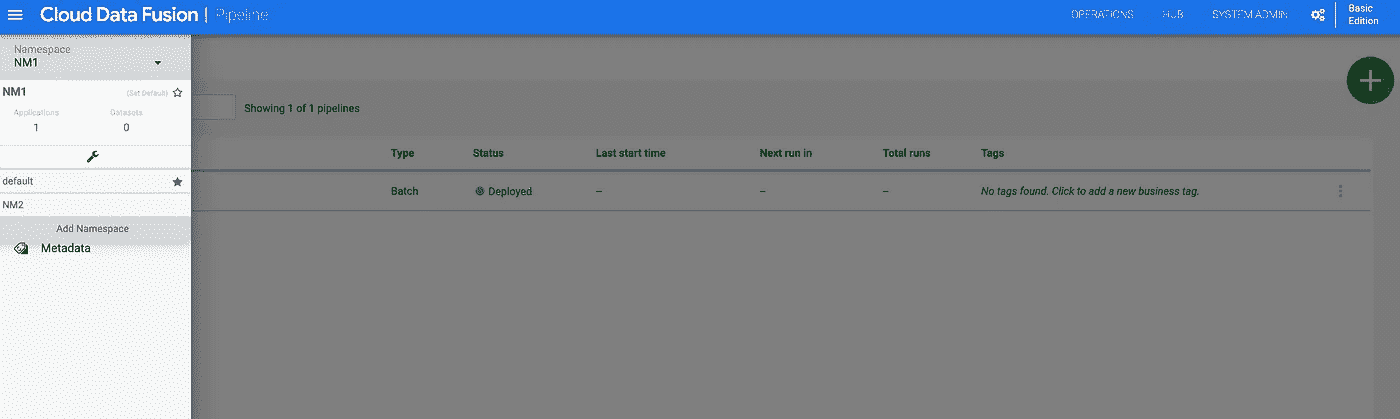 Cloud Data Fusion | Pipeline
OPERATIONS HUB SYSTEM ADMIN Basic
Edition
Namespace
NM1
NM1 (Set Default)
Applications Datasets
1 0
default
NM2
Add Namespace
Metadata
Showing 1 of 1 pipelines
Type Status Last start time Next run in Total runs Tags
Batch Deployed – – – No tags found. Click to add a new business tag.